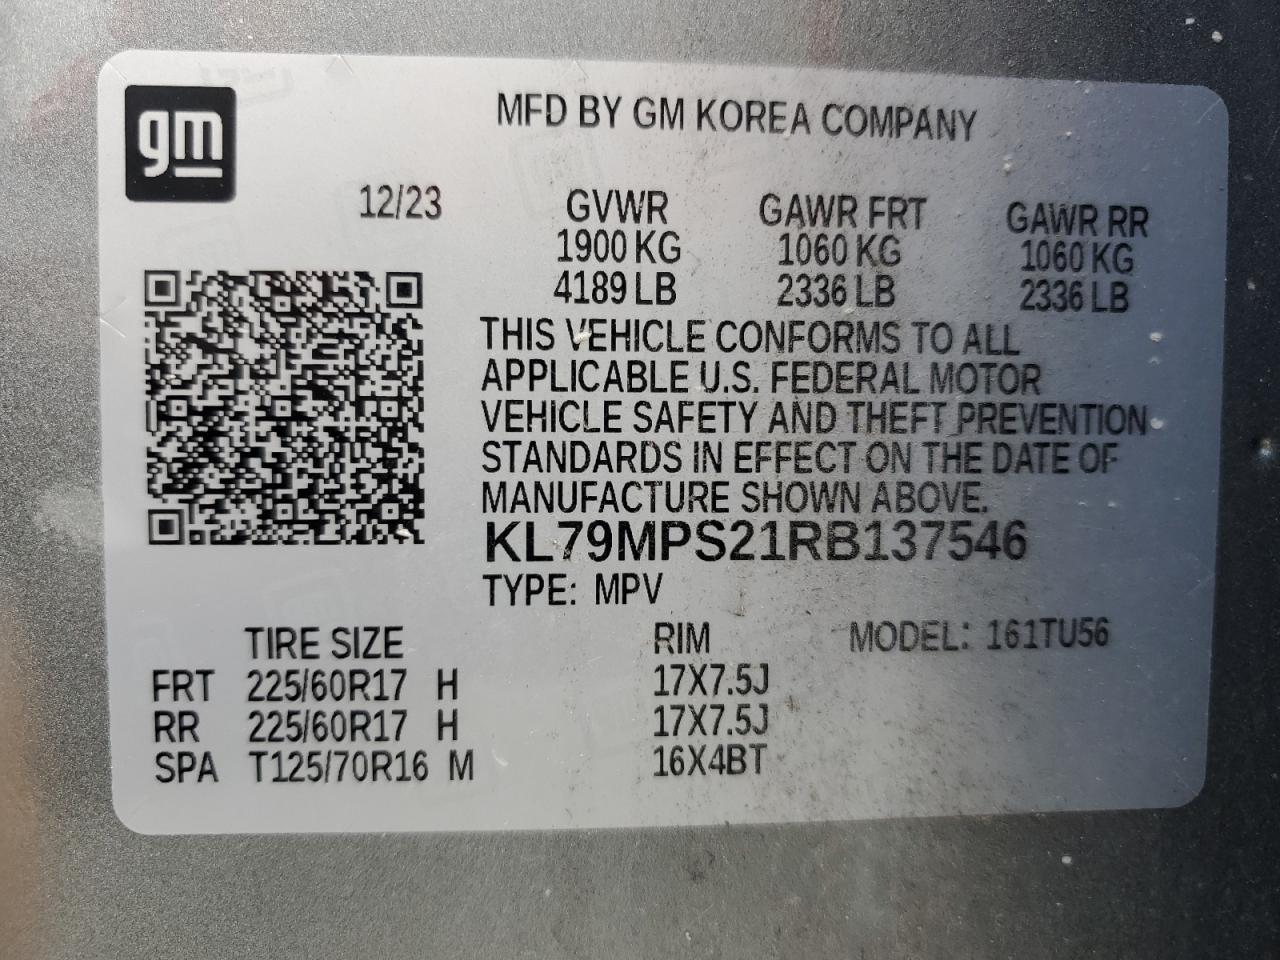 gm
MFD BY GM KOREA COMPANY
12/23 GVWR GAWR FRT GAWR RR
1900 KG 1060 KG 1060 KG
4189 LB 2336 LB 2336 LB
THIS VEHICLE CONFORMS TO ALL
APPLICABLE U.S. FEDERAL MOTOR
VEHICLE SAFETY AND THEFT PREVENTION
STANDARDS IN EFFECT ON THE DATE OF
MANUFACTURE SHOWN ABOVE.
KL79MPS21RB137546
TYPE: MPV
TIRE SIZE RIM MODEL: 161TU56
FRT 225/60R17 H 17X7.5J
RR 225/60R17 H 17X7.5J
SPA T125/70R16 M 16X4BT